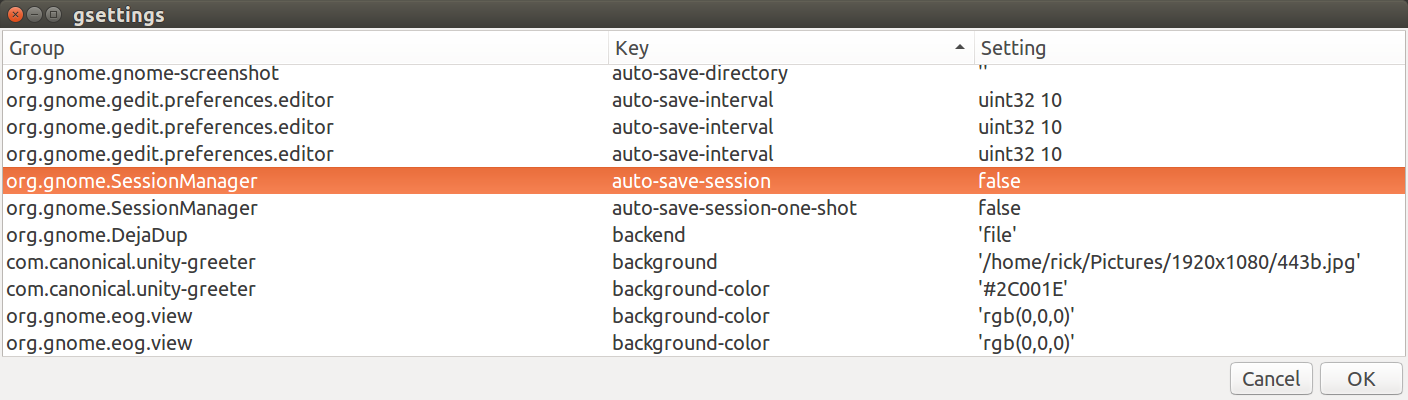 gsettings
Group Key Setting
org.gnome.gnome-screenshot auto-save-directory ''
org.gnome.gedit.preferences.editor auto-save-interval uint32 10
org.gnome.gedit.preferences.editor auto-save-interval uint32 10
org.gnome.gedit.preferences.editor auto-save-interval uint32 10
org.gnome.SessionManager auto-save-session false
org.gnome.SessionManager auto-save-session-one-shot false
org.gnome.DejaDup backend 'file'
com.canonical.unity-greeter background '/home/rick/Pictures/1920x1080/443b.jpg'
com.canonical.unity-greeter background-color '#2C001E'
org.gnome.eog.view background-color 'rgb(0,0,0)'
org.gnome.eog.view background-color 'rgb(0,0,0)'
Cancel OK